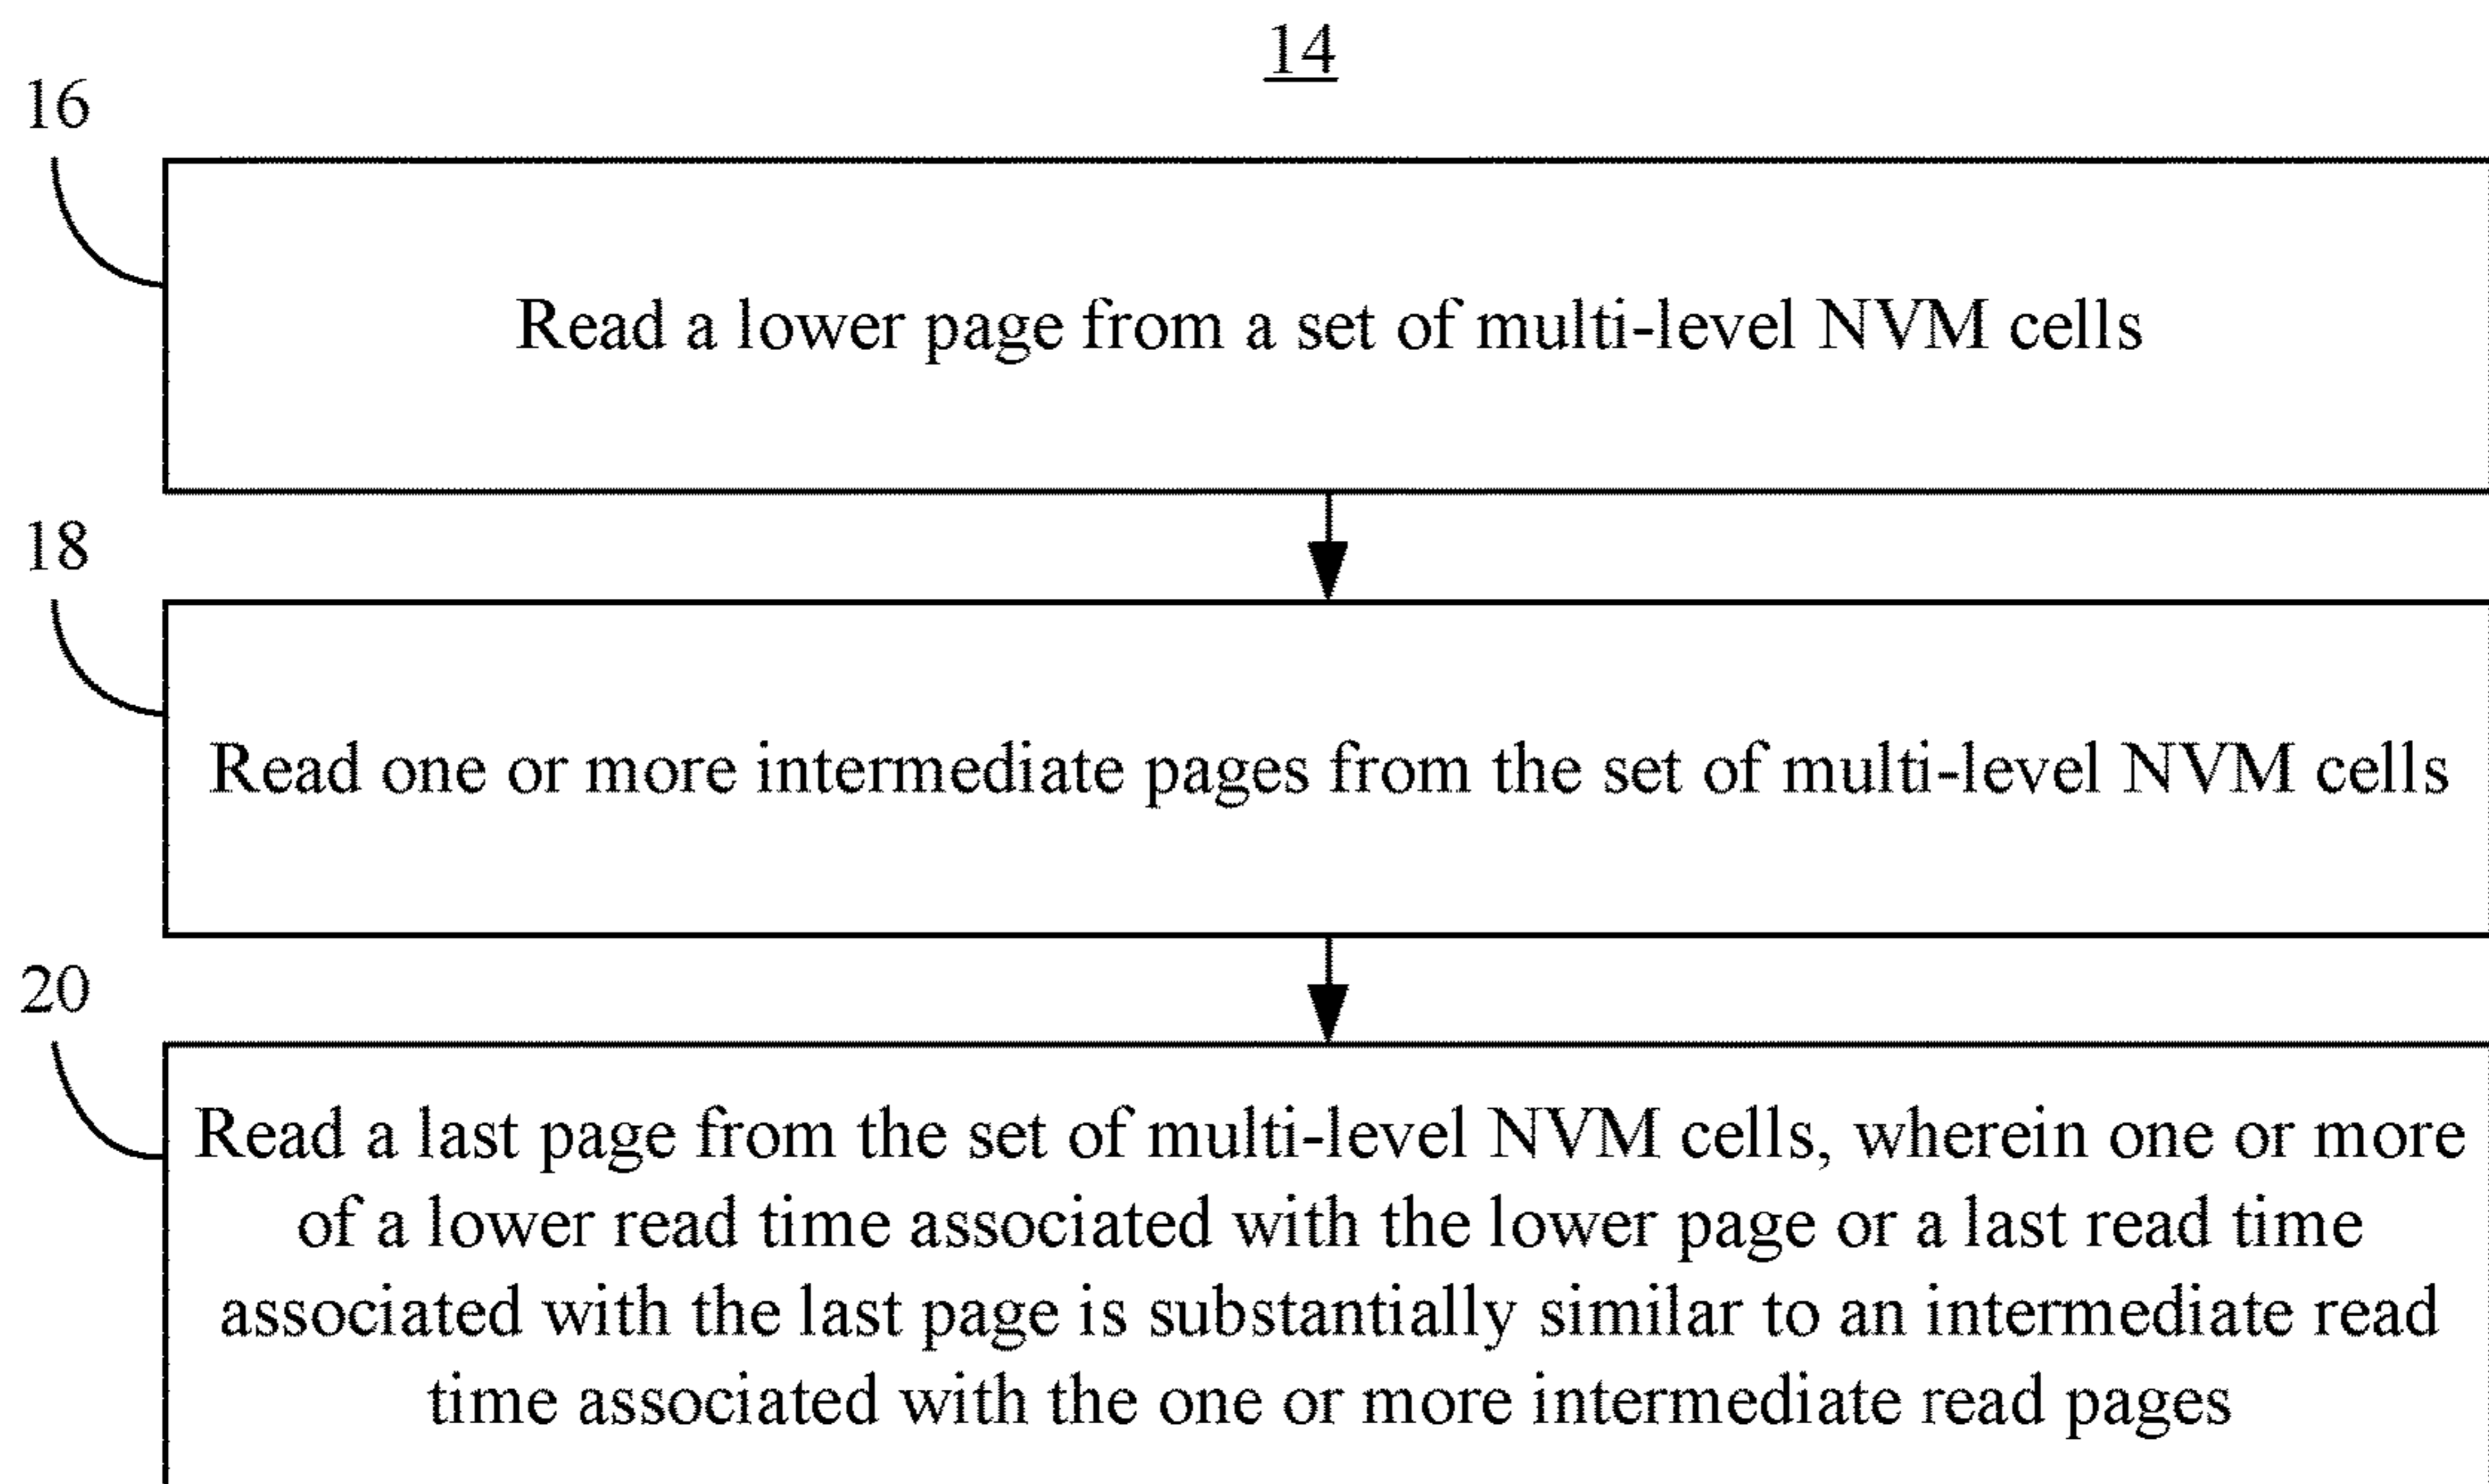 14
16
Read a lower page from a set of multi-level NVM cells
18
Read one or more intermediate pages from the set of multi-level NVM cells
20
Read a last page from the set of multi-level NVM cells, wherein one or more
of a lower read time associated with the lower page or a last read time
associated with the last page is substantially similar to an intermediate read
time associated with the one or more intermediate read pages